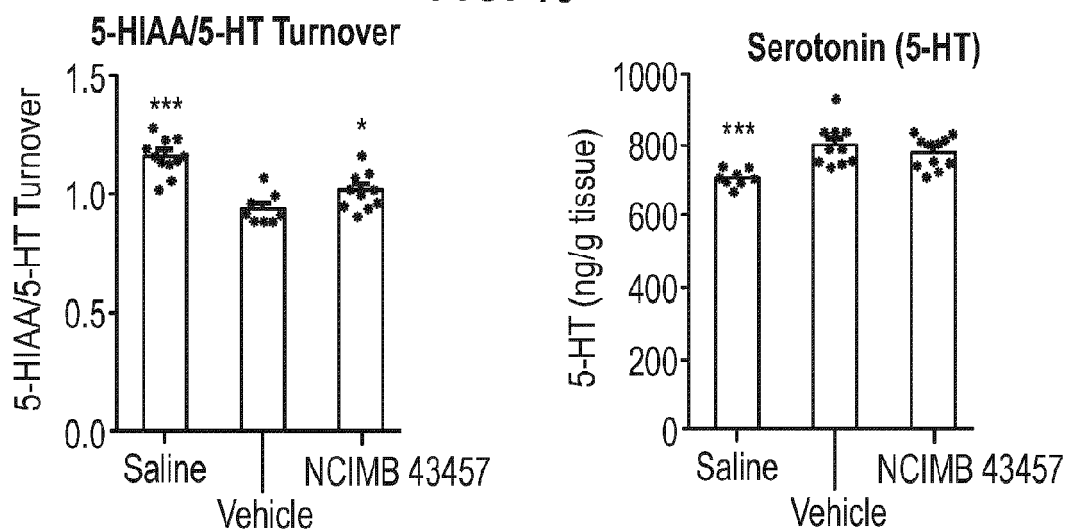 5-HIAA/5-HT Turnover
5-HIAA/5-HT Turnover
1.5
1.0
0.5
0.0
***
*
Saline
Vehicle
NCIMB 43457
Serotonin (5-HT)
5-HT (ng/g tissue)
1000
800
600
400
200
0
***
Saline
Vehicle
NCIMB 43457